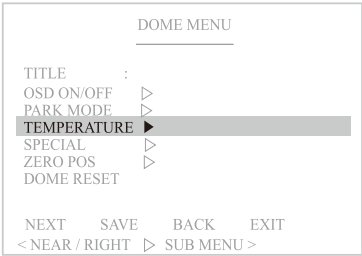 DOME MENU
TITLE :
OSD ON/OFF ▷
PARK MODE ▷
TEMPERATURE ▶
SPECIAL ▷
ZERO POS ▷
DOME RESET
NEXT SAVE BACK EXIT
< NEAR / RIGHT ▷ SUB MENU >